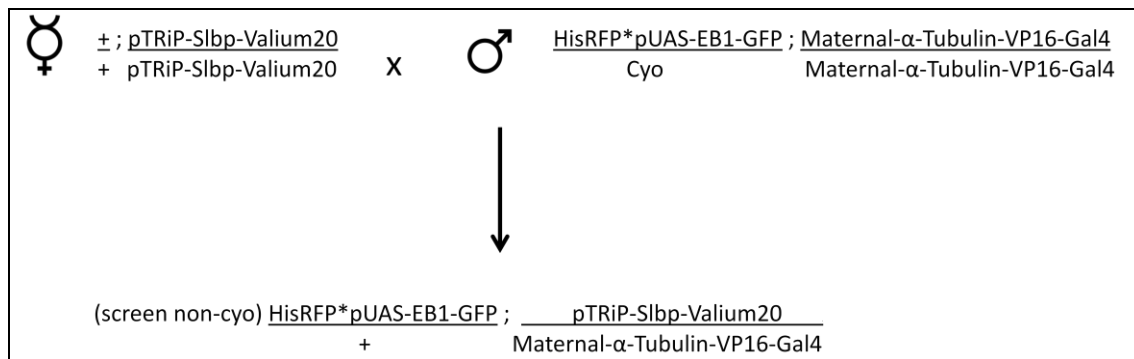 + ; pTRiP-Slbp-Valium20
+ pTRiP-Slbp-Valium20
X
HisRFP*pUAS-EB1-GFP ; Maternal-α-Tubulin-VP16-Gal4
Cyo Maternal-α-Tubulin-VP16-Gal4
(screen non-cyo) HisRFP*pUAS-EB1-GFP ; pTRiP-Slbp-Valium20
+ Maternal-α-Tubulin-VP16-Gal4